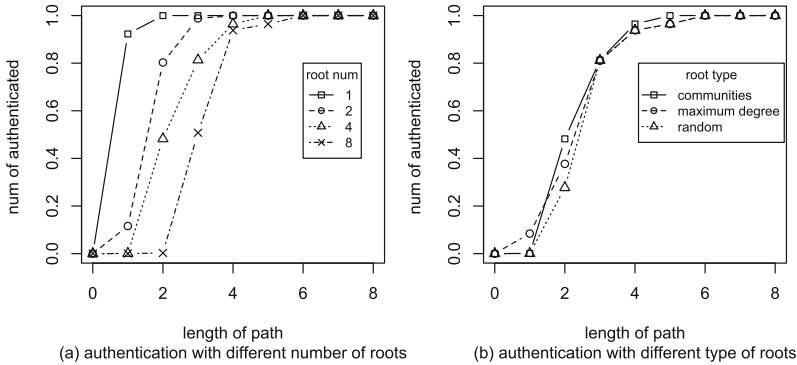 num of authenticated
1.0
0.8
0.6
0.4
0.2
0.0
root num
1
2
4
8
0 2 4 6 8
length of path
(a) authentication with different number of roots
num of authenticated
1.0
0.8
0.6
0.4
0.2
0.0
root type
communities
maximum degree
random
0 2 4 6 8
length of path
(b) authentication with different type of roots